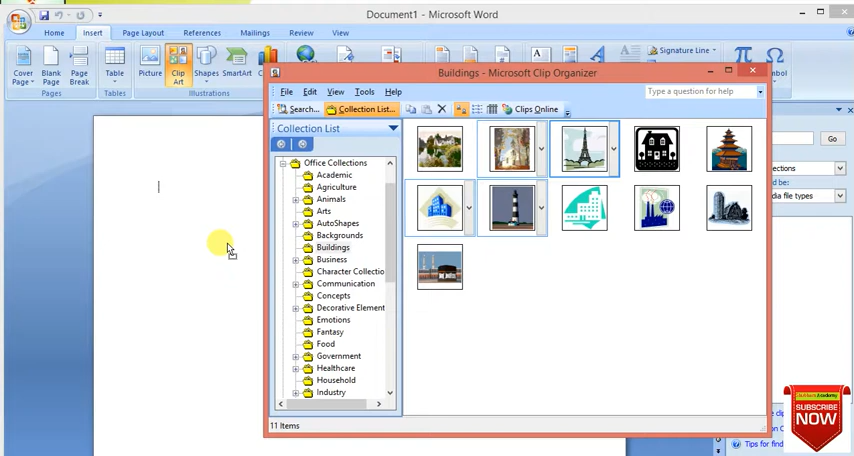 Document1 - Microsoft Word
Home Insert Page Layout References Mailings Review View
Cover Page
Blank Page
Page Break
Pages
Table
Tables
Picture
Clip Art
Shapes
SmartArt
Illustrations
Signature Line
Buildings - Microsoft Clip Organizer
File Edit View Tools Help
Type a question for help
Search...
Collection List...
Clips Online
Collection List
Office Collections
Academic
Agriculture
Animals
Arts
AutoShapes
Backgrounds
Buildings
Business
Character Collectio
Communication
Concepts
Decorative Element
Emotions
Fantasy
Food
Government
Healthcare
Household
Industry
11 Items
Go
ections
d be:
dia file types
Academy
SUBSCRIBE
NOW
Tips for find